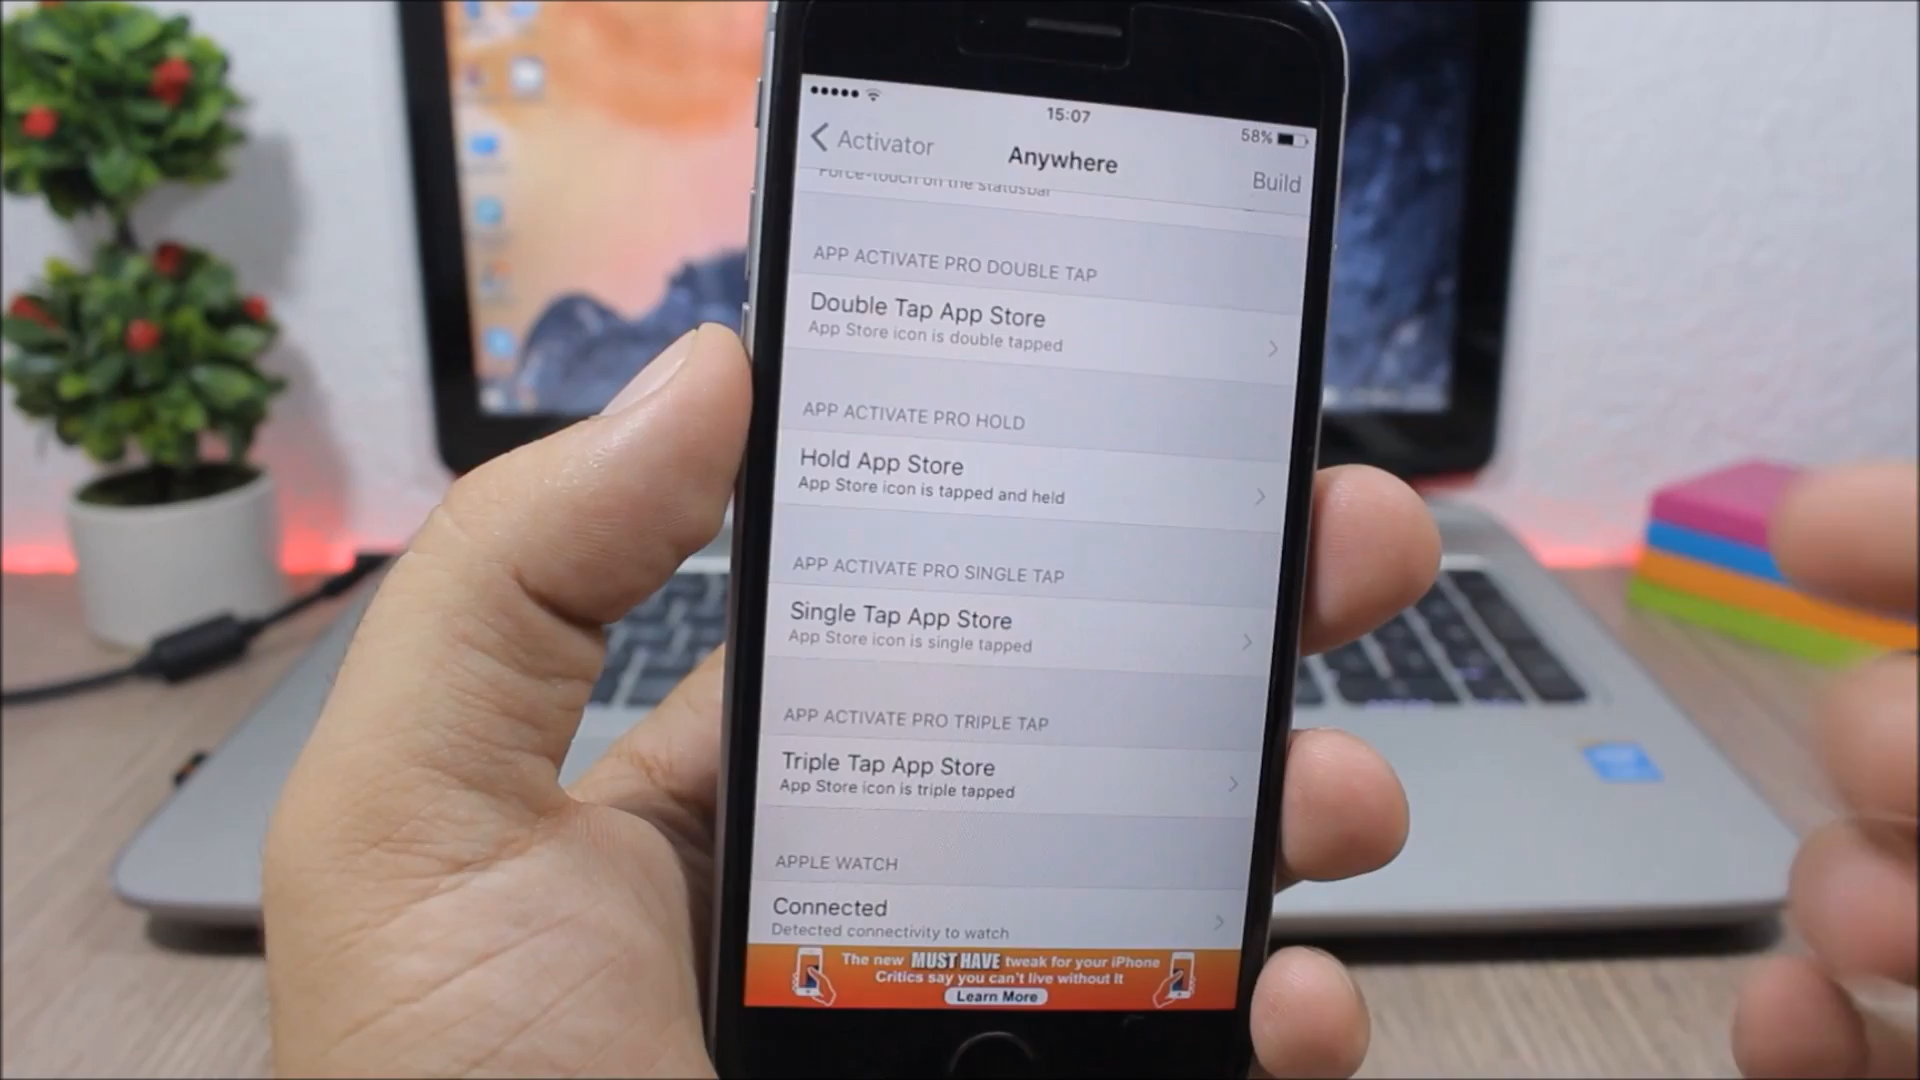 15:07
58%
Activator
Anywhere
Build
Force-touch on the statusbar
APP ACTIVATE PRO DOUBLE TAP
Double Tap App Store
App Store icon is double tapped
APP ACTIVATE PRO HOLD
Hold App Store
App Store icon is tapped and held
APP ACTIVATE PRO SINGLE TAP
Single Tap App Store
App Store icon is single tapped
APP ACTIVATE PRO TRIPLE TAP
Triple Tap App Store
App Store icon is triple tapped
APPLE WATCH
Connected
Detected connectivity to watch
The new MUST HAVE tweak for your iPhone
Critics say you can't live without it
Learn More